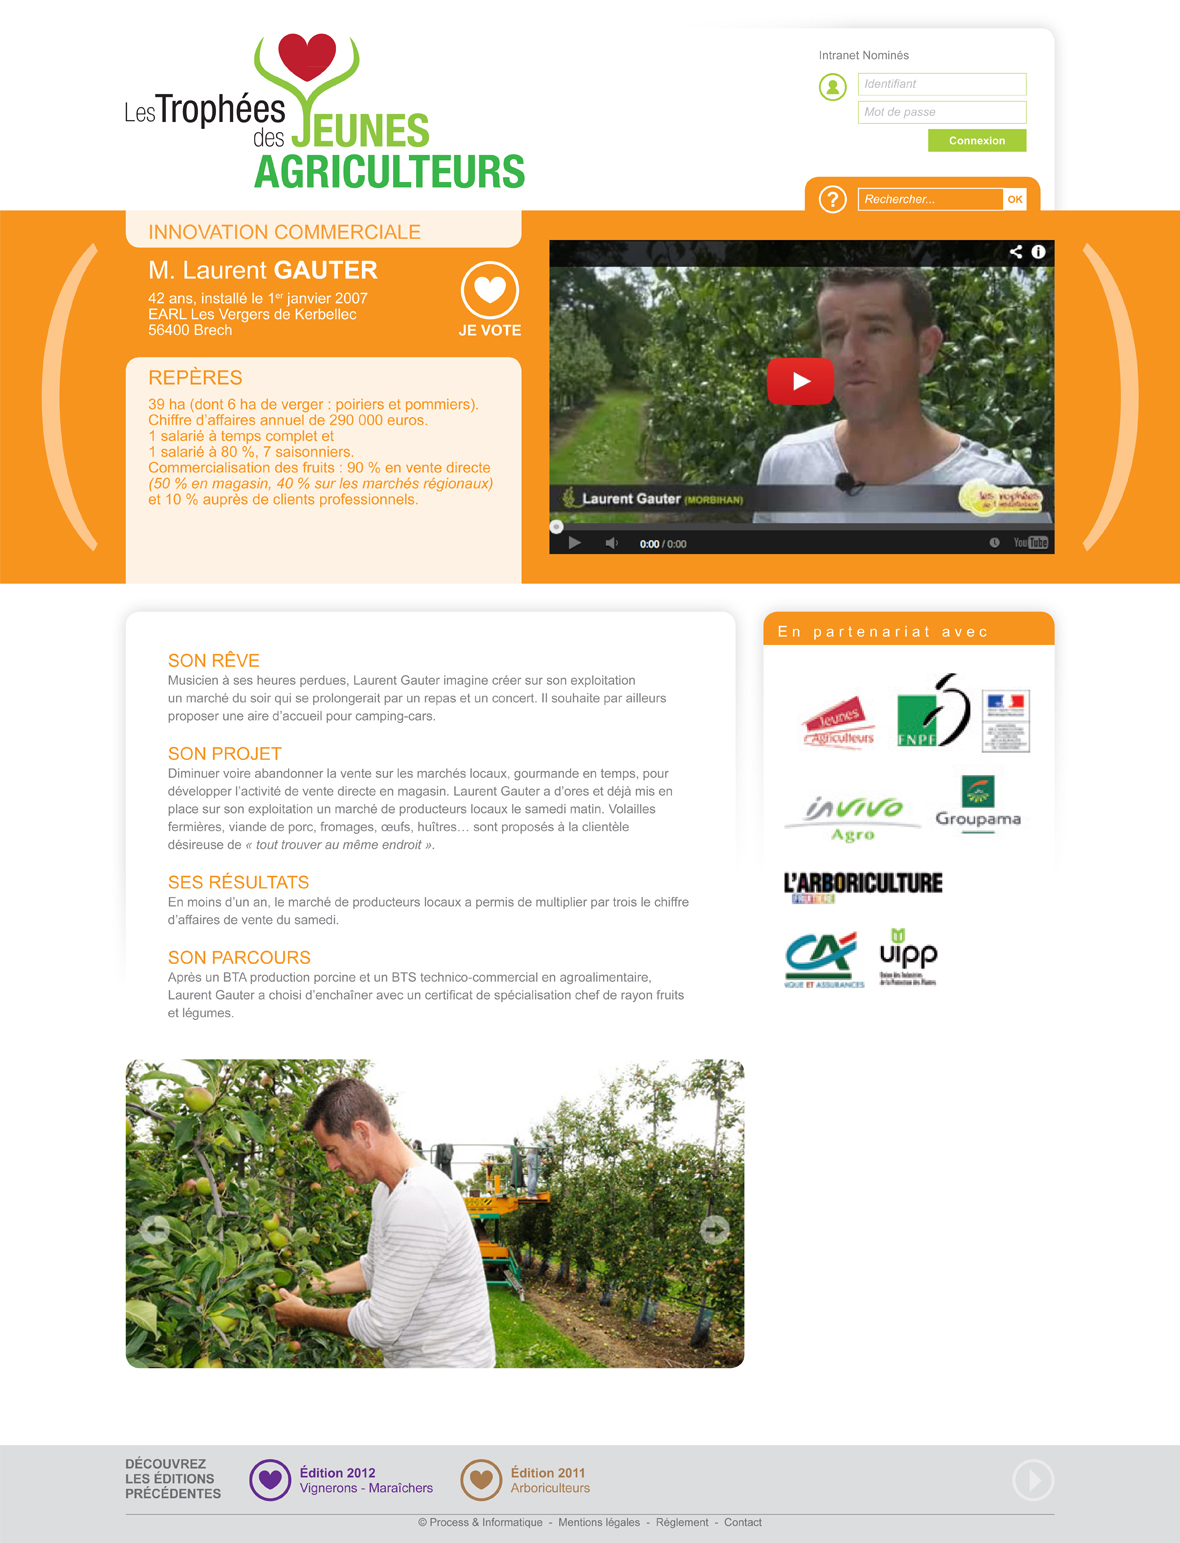 Les Trophées
des JEUNES
AGRICULTEURS
Intranet Nominés
Identifiant
Mot de passe
Connexion
?
Rechercher...
OK
INNOVATION COMMERCIALE
M. Laurent GAUTER
42 ans, installé le 1er janvier 2007
EARL Les Vergers de Kerbellec
56400 Brech
JE VOTE
REPÈRES
39 ha (dont 6 ha de verger : poiriers et pommiers).
Chiffre d'affaires annuel de 290 000 euros.
1 salarié à temps complet et
1 salarié à 80 %, 7 saisonniers.
Commercialisation des fruits : 90 % en vente directe
(50 % en magasin, 40 % sur les marchés régionaux)
et 10 % auprès de clients professionnels.
Laurent Gauter (MORBIHAN)
les trophées
0:00 / 0:00
YouTube
SON RÊVE
Musicien à ses heures perdues, Laurent Gauter imagine créer sur son exploitation
un marché du soir qui se prolongerait par un repas et un concert. Il souhaite par ailleurs
proposer une aire d'accueil pour camping-cars.
SON PROJET
Diminuer voire abandonner la vente sur les marchés locaux, gourmande en temps, pour
développer l'activité de vente directe en magasin. Laurent Gauter a d'ores et déjà mis en
place sur son exploitation un marché de producteurs locaux le samedi matin. Volailles
fermières, viande de porc, fromages, œufs, huîtres… sont proposés à la clientèle
désireuse de « tout trouver au même endroit ».
SES RÉSULTATS
En moins d'un an, le marché de producteurs locaux a permis de multiplier par trois le chiffre
d'affaires de vente du samedi.
SON PARCOURS
Après un BTA production porcine et un BTS technico-commercial en agroalimentaire,
Laurent Gauter a choisi d'enchaîner avec un certificat de spécialisation chef de rayon fruits
et légumes.
En partenariat avec
Jeunes
Agriculteurs
FNPF
invivo
Agro
Groupama
L'ARBORICULTURE
FRUITIÈRE
CA
ET ASSURANCES
uipp
Union des Industries
de la Protection des Plantes
DÉCOUVREZ
LES ÉDITIONS
PRÉCÉDENTES
Édition 2012
Vignerons - Maraîchers
Édition 2011
Arboriculteurs
© Process & Informatique - Mentions légales - Réglement - Contact